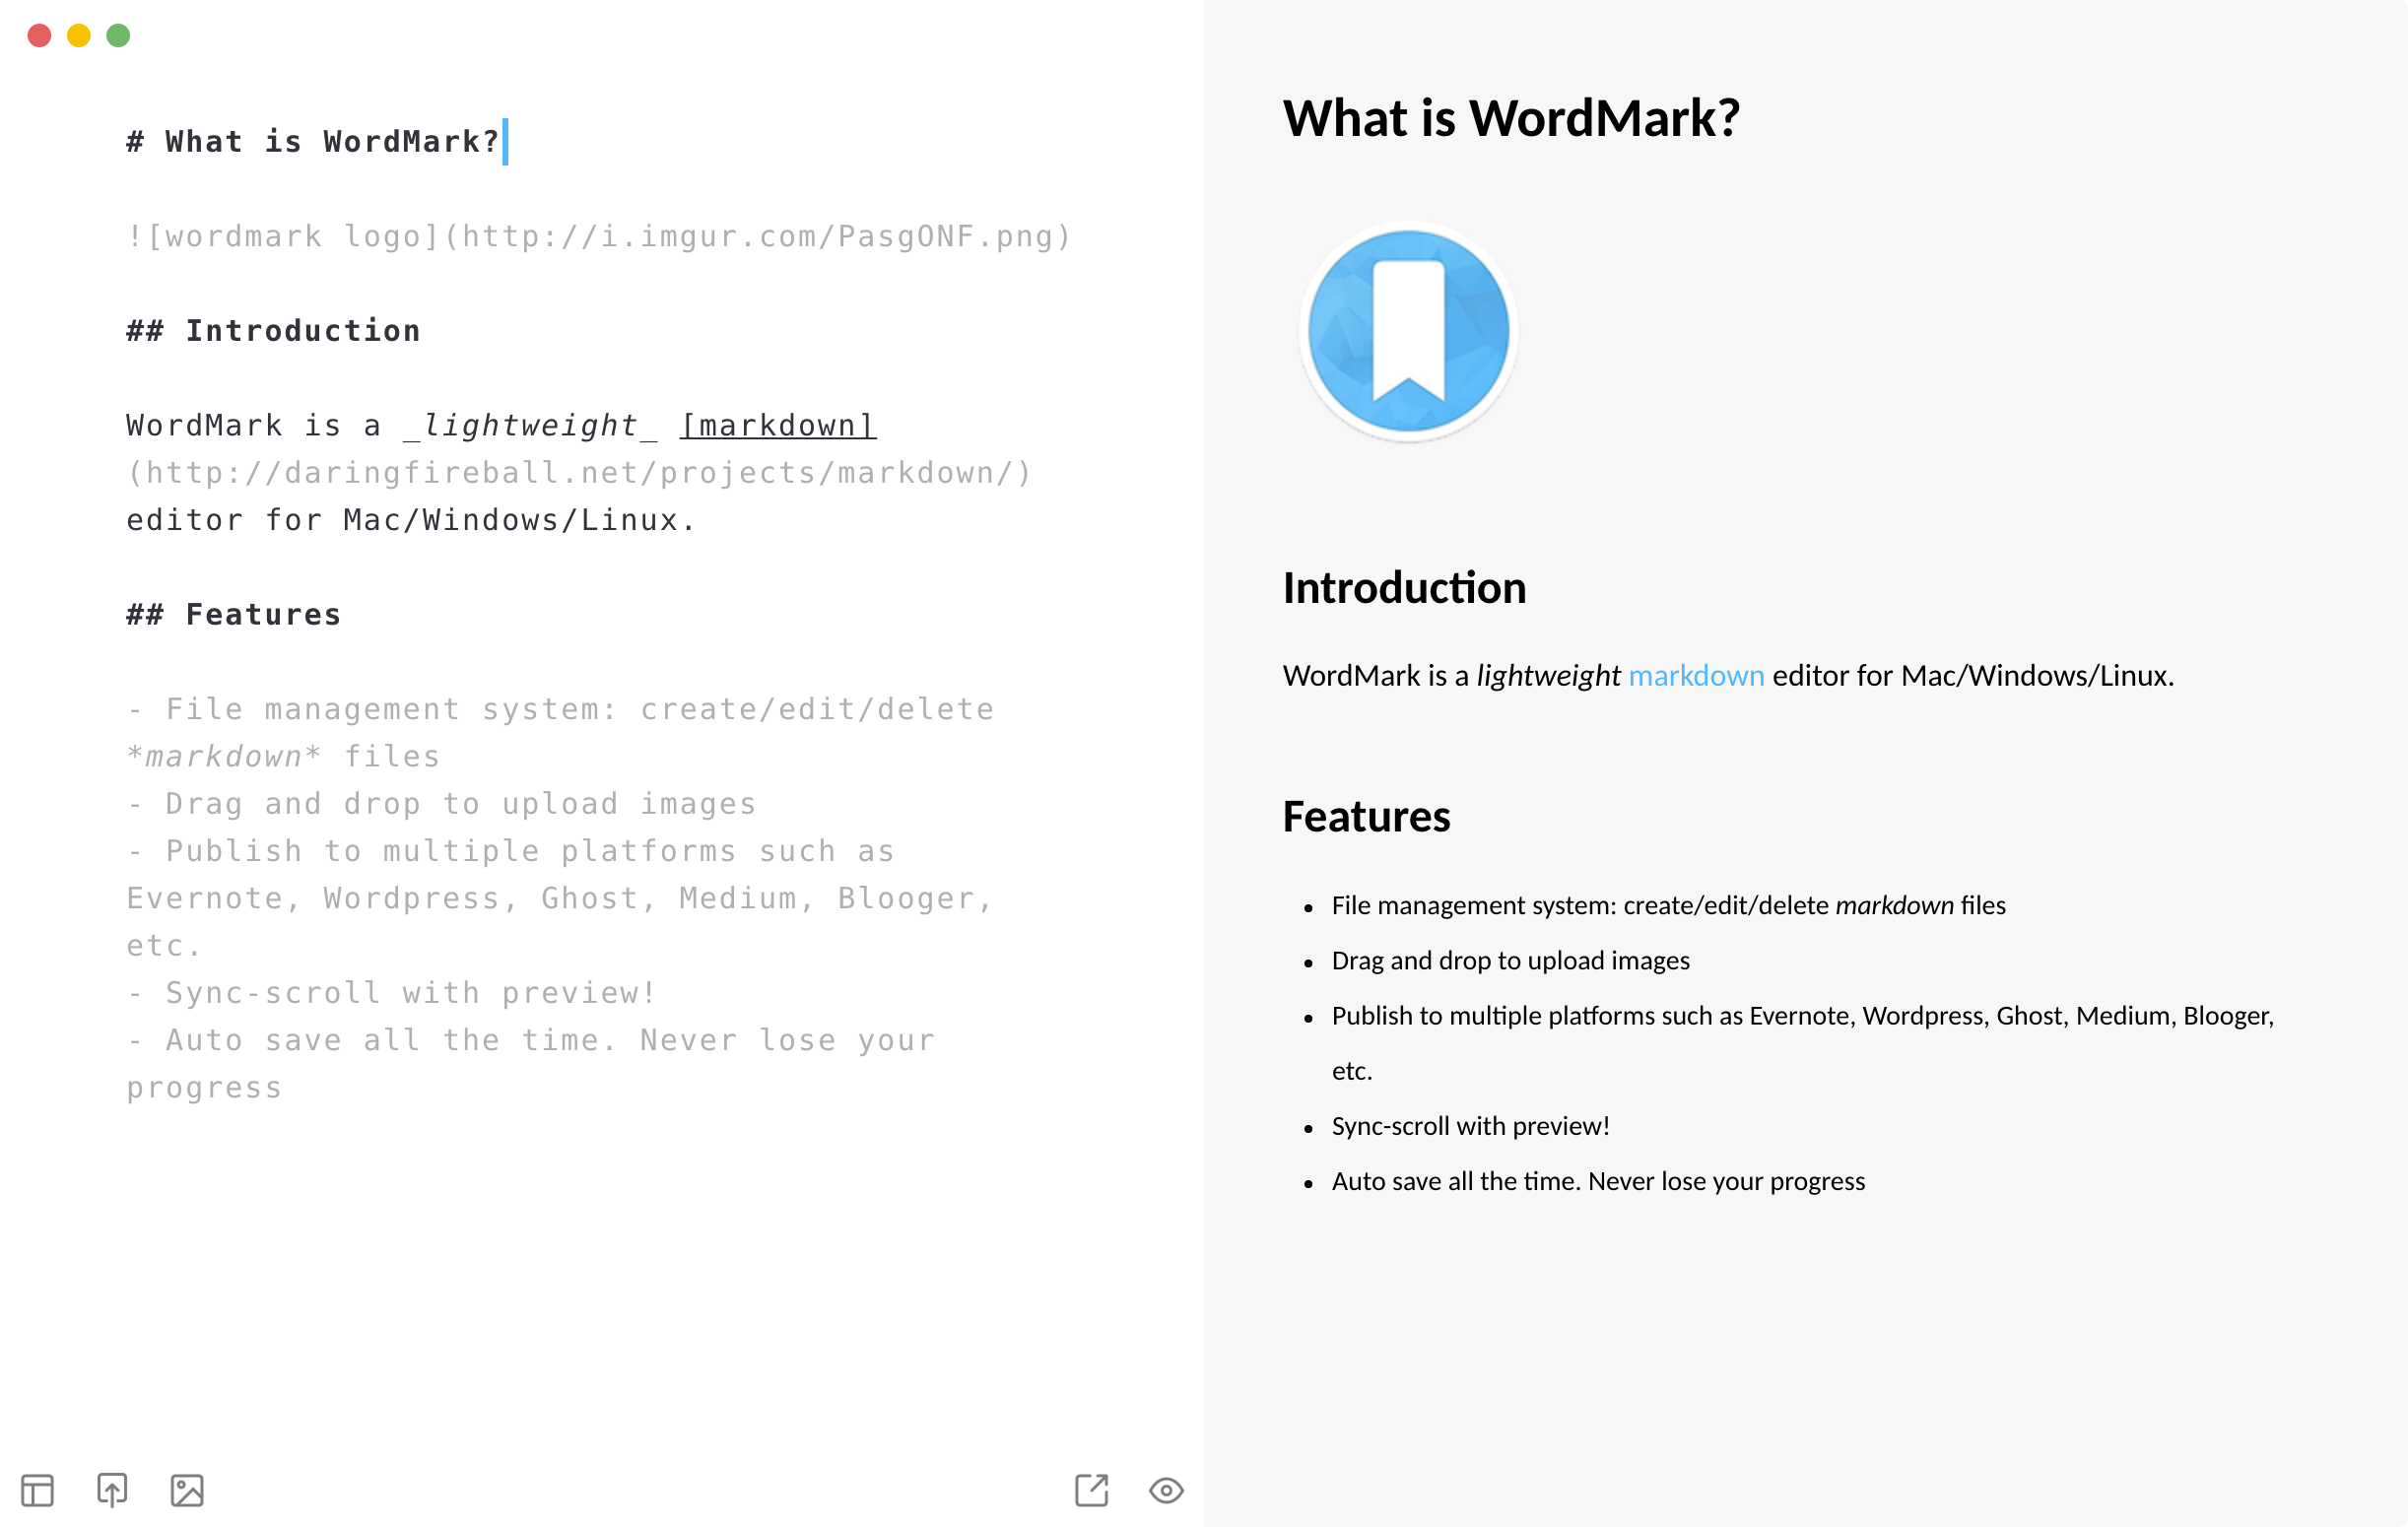 # What is WordMark?
![wordmark logo](http://i.imgur.com/PasgONF.png)
## Introduction
WordMark is a _lightweight_ [markdown]
(http://daringfireball.net/projects/markdown/)
editor for Mac/Windows/Linux.
## Features
- File management system: create/edit/delete
*markdown* files
- Drag and drop to upload images
- Publish to multiple platforms such as
Evernote, Wordpress, Ghost, Medium, Blooger,
etc.
- Sync-scroll with preview!
- Auto save all the time. Never lose your
progress
What is WordMark?
Introduction
WordMark is a lightweight markdown editor for Mac/Windows/Linux.
Features
• File management system: create/edit/delete markdown files
• Drag and drop to upload images
• Publish to multiple platforms such as Evernote, Wordpress, Ghost, Medium, Blooger,
etc.
• Sync-scroll with preview!
• Auto save all the time. Never lose your progress